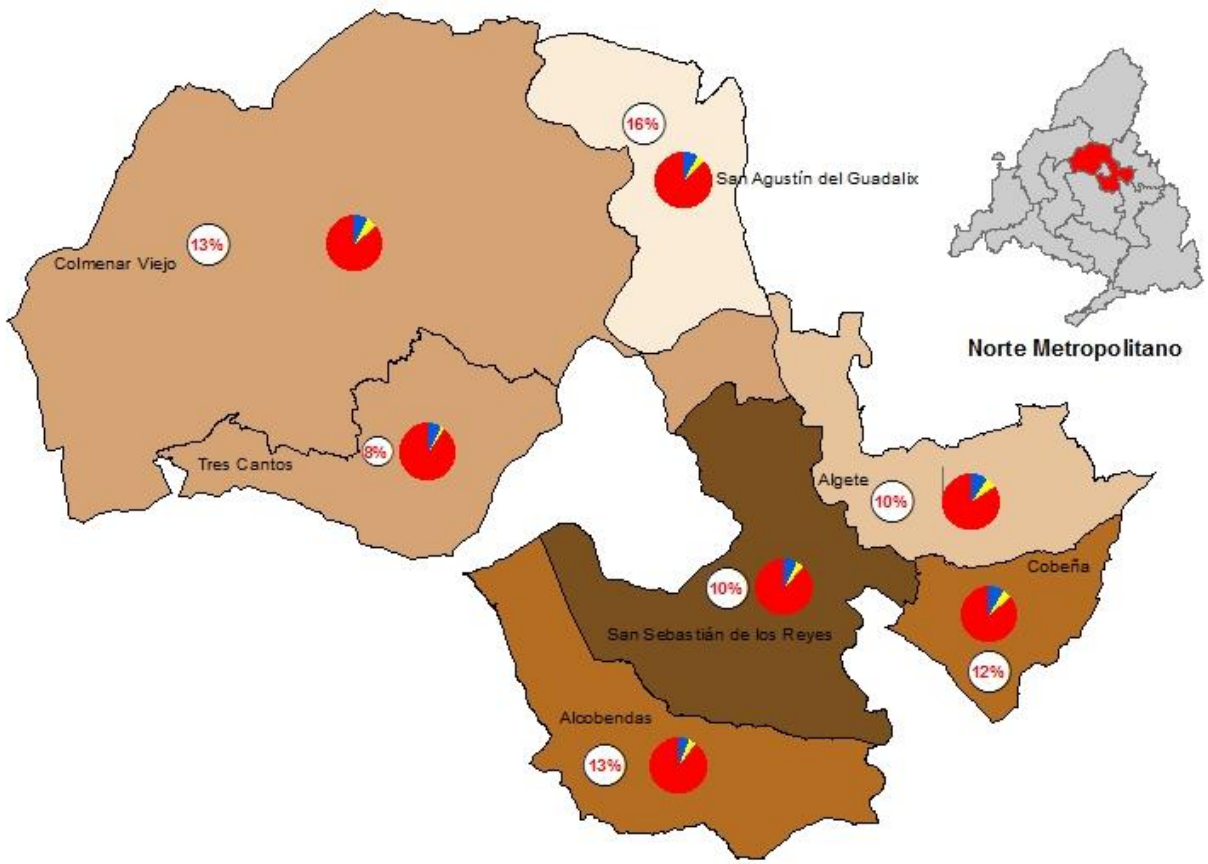 16%
San Agustín del Guadalix
13%
Colmenar Viejo
Norte Metropolitano
8%
Tres Cantos
Algete
10%
Cobeña
10%
San Sebastián de los Reyes
12%
Alcobendas
13%